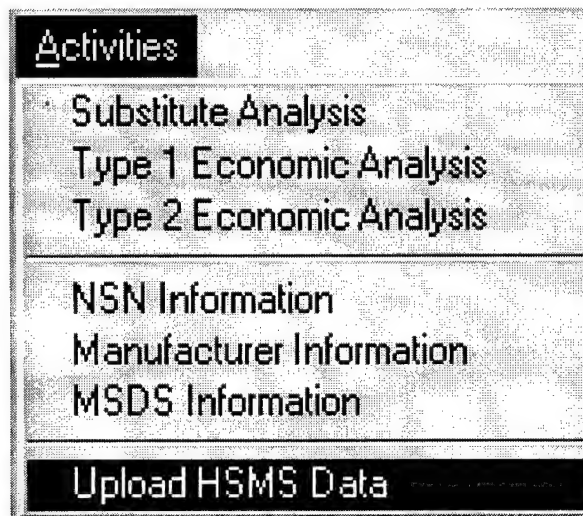 Activities
Substitute Analysis
Type 1 Economic Analysis
Type 2 Economic Analysis
NSN Information
Manufacturer Information
MSDS Information
Upload HSMS Data